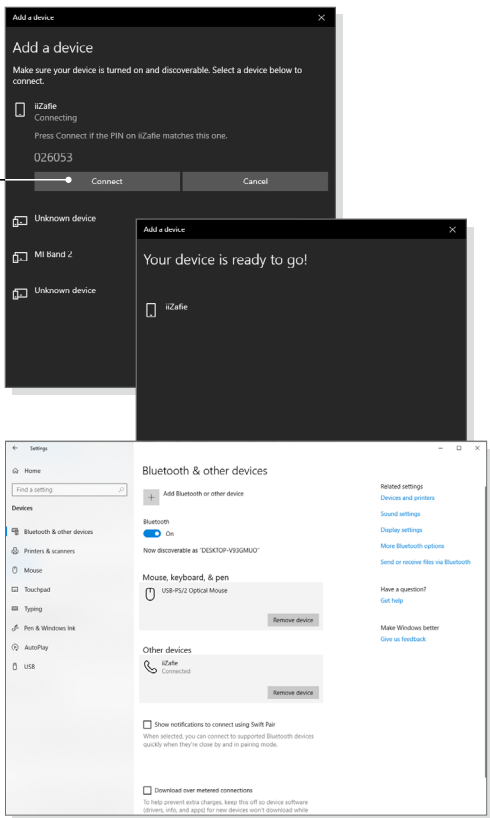 Add a device
Add a device
Make sure your device is turned on and discoverable. Select a device below to
connect.
iiZafie
Connecting
Press Connect if the PIN on iiZafie matches this one.
026053
Connect Cancel
Unknown device
MI Band 2
Unknown device
Add a device
Your device is ready to go!
iiZafie
Settings
Home
Find a setting
Devices
Bluetooth & other devices
Printers & scanners
Mouse
Touchpad
Typing
Pen & Windows Ink
AutoPlay
USB
Bluetooth & other devices
Add Bluetooth or other device
Bluetooth
On
Now discoverable as "DESKTOP-V93GMUO"
Mouse, keyboard, & pen
USB-PS/2 Optical Mouse
Remove device
Other devices
iiZafie
Connected
Remove device
Show notifications to connect using Swift Pair
When selected, you can connect to supported Bluetooth devices
quickly when they're close by and in pairing mode.
Download over metered connections
To help prevent extra charges, keep this off so device software
(drivers, info, and apps) for new devices won't download while
Related settings
Devices and printers
Sound settings
Display settings
More Bluetooth options
Send or receive files via Bluetooth
Have a question?
Get help
Make Windows better
Give us feedback